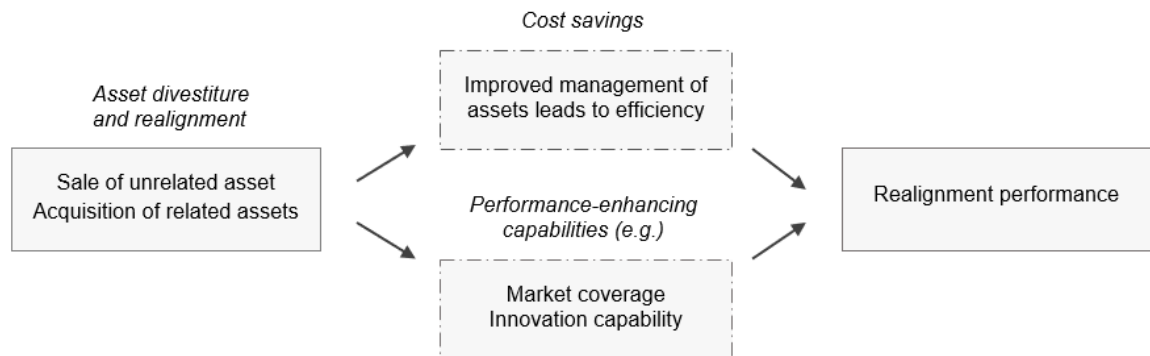 Cost savings
Improved management of
assets leads to efficiency
Asset divestiture
and realignment
Sale of unrelated asset
Acquisition of related assets
Performance-enhancing
capabilities (e.g.)
Market coverage
Innovation capability
Realignment performance